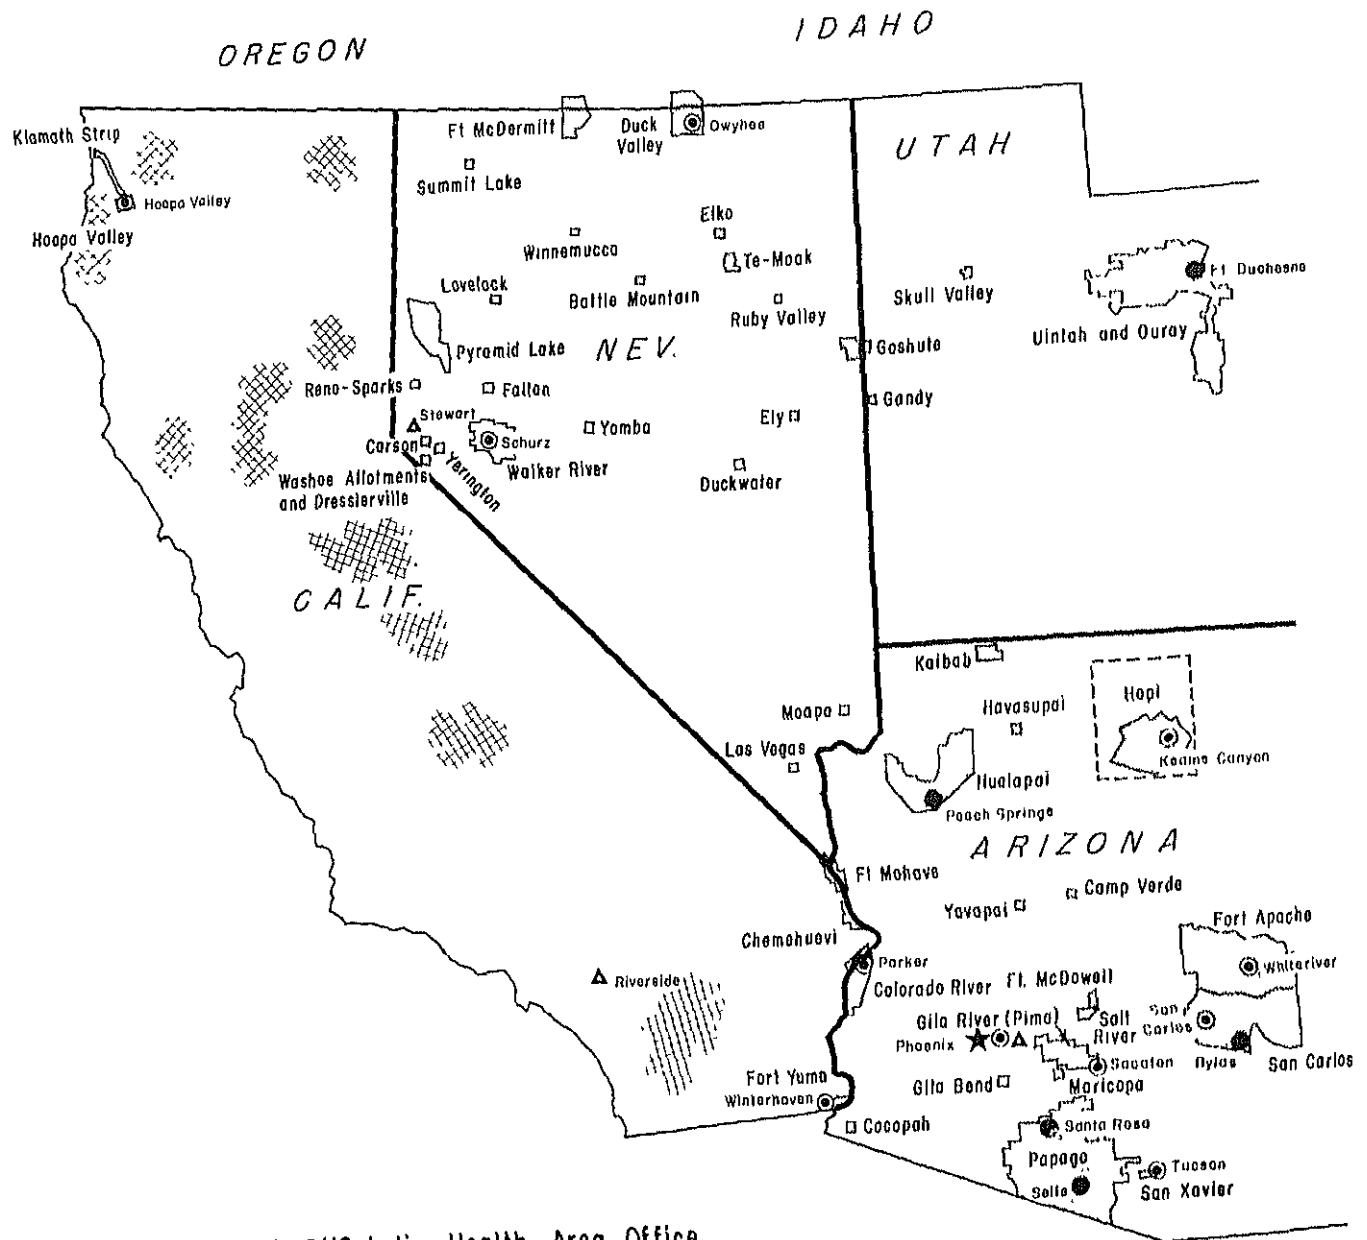 OREGON
IDAHO
Klamath Strip
Ft McDermitt
Duck
Valley
Owyhee
UTAH
Summit Lake
Hoopa Valley
Hoopa Valley
Elko
Winnemucca
Te-Moak
Lovelock
Battle Mountain
Ruby Valley
Skull Valley
Ft Duchesne
Uintah and Ouray
Pyramid Lake
NEV.
Goshute
Reno-Sparks
Fallon
Gandy
Stewart
Carson
Schurz
Yomba
Ely
Walker River
Yerington
Washoe Allotments
and Dresslerville
Duckwater
CALIF.
Kaibab
Hopi
Moapa
Havasupai
Las Vegas
Keams Canyon
Hualapai
Peach Springs
ARIZONA
Ft Mohave
Camp Verde
Yavapai
Fort Apache
Chemehuevi
Parker
Whiteriver
Riverside
Colorado River
Ft. McDowell
Gila River (Pima)
Salt
River
San
Carlos
Phoenix
Sacaton
Bylas
San Carlos
Fort Yuma
Gila Bend
Maricopa
Winterhaven
Cocopah
Santa Rosa
Papago
Tucson
Sells
San Xavier
Health Area Office